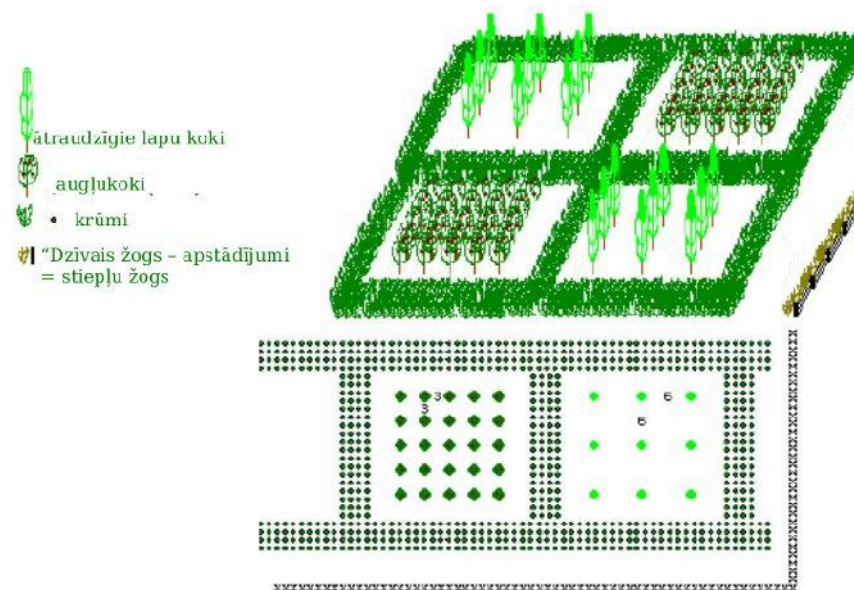 ātraudzīgie lapu koki
augļukoki
krūmi
“Dzīvais žogs – apstādījumi
= stiepļu žogs
3
3
6
6